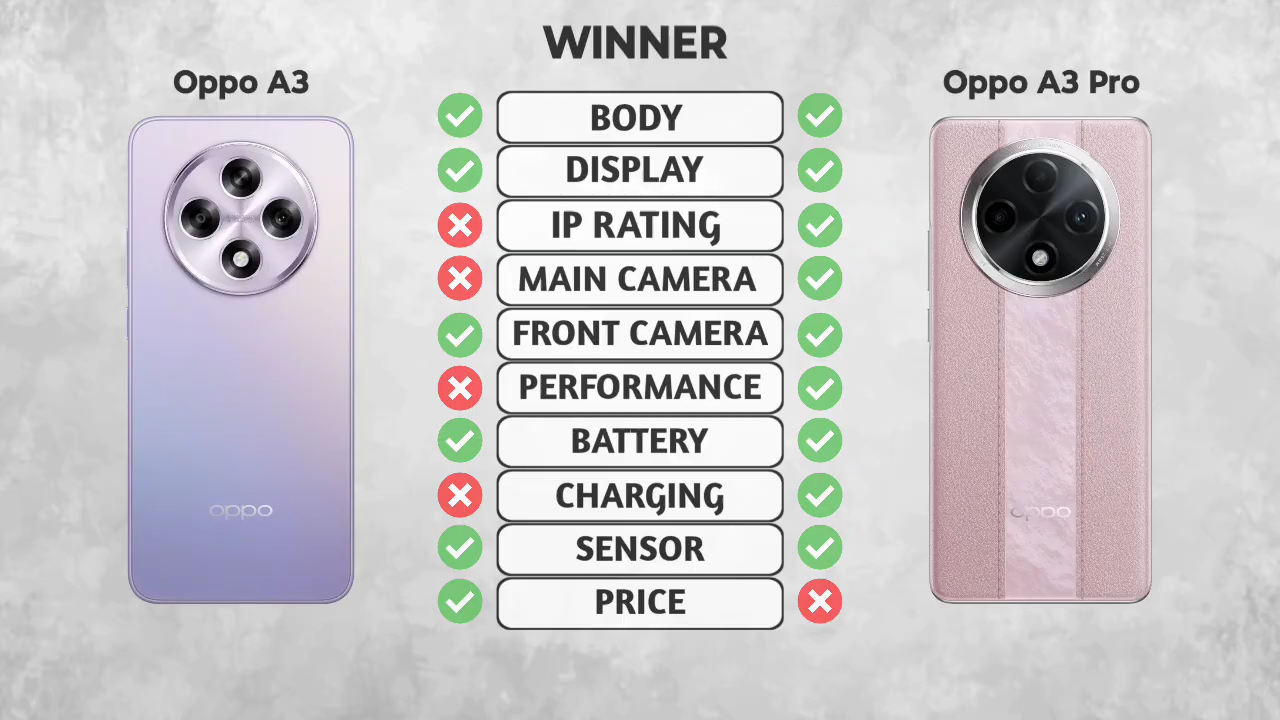 WINNER
Oppo A3
Oppo A3 Pro
BODY
DISPLAY
IP RATING
MAIN CAMERA
FRONT CAMERA
PERFORMANCE
BATTERY
CHARGING
SENSOR
PRICE
oppo
oppo